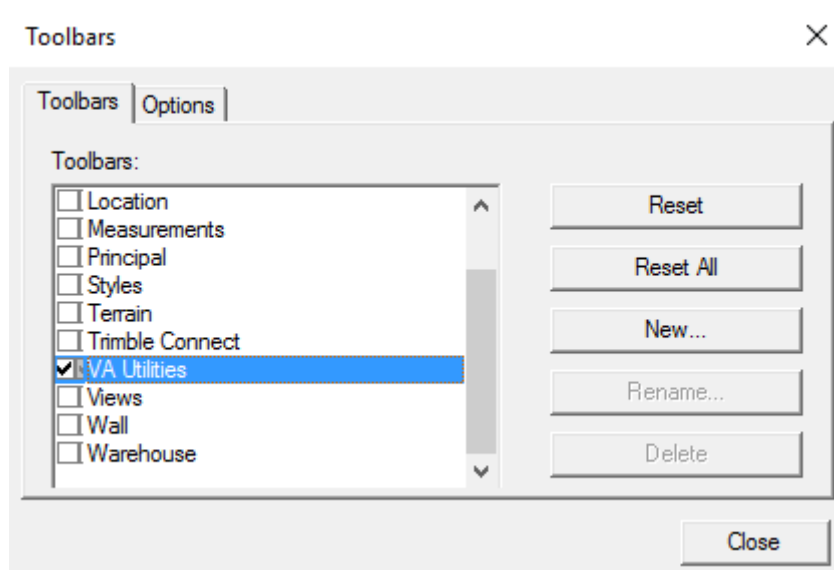 Toolbars
Toolbars
Options
Toolbars:
Location
Measurements
Principal
Styles
Terrain
Trimble Connect
VA Utilities
Views
Wall
Warehouse
Reset
Reset All
New...
Rename...
Delete
Close